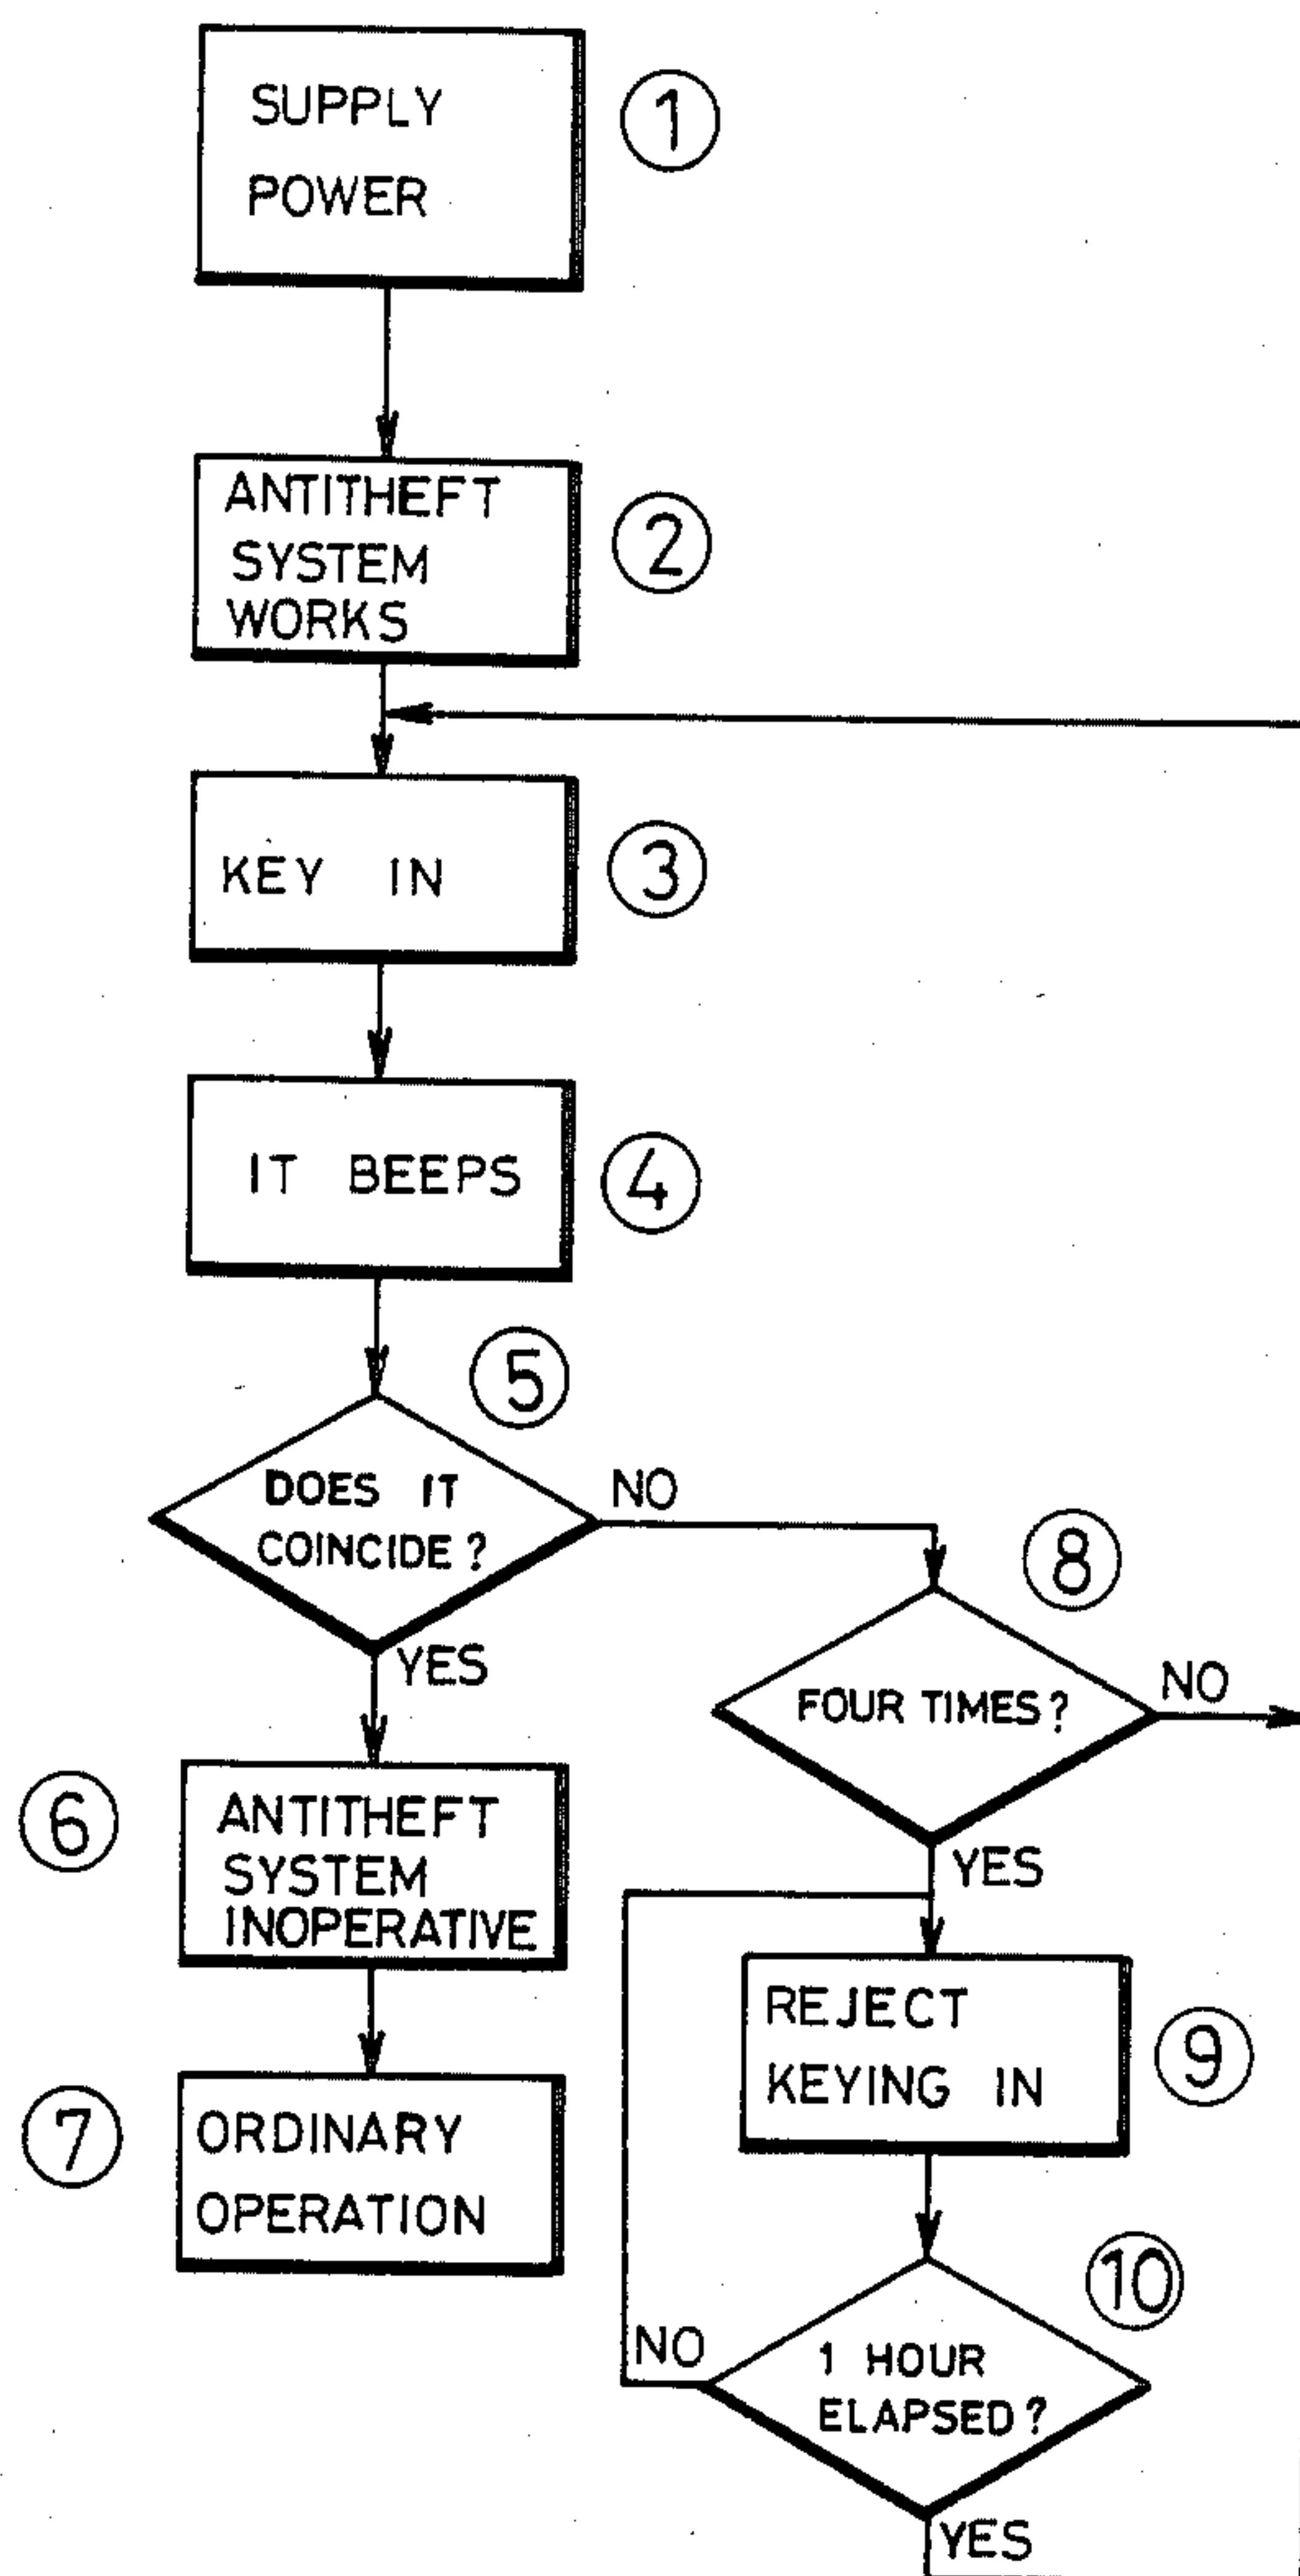 SUPPLY
POWER
1
ANTITHEFT
SYSTEM
WORKS
2
KEY IN
3
IT BEEPS
4
5
DOES IT
COINCIDE?
NO
YES
8
FOUR TIMES?
NO
YES
6
ANTITHEFT
SYSTEM
INOPERATIVE
7
ORDINARY
OPERATION
REJECT
KEYING IN
9
10
1 HOUR
ELAPSED?
NO
YES